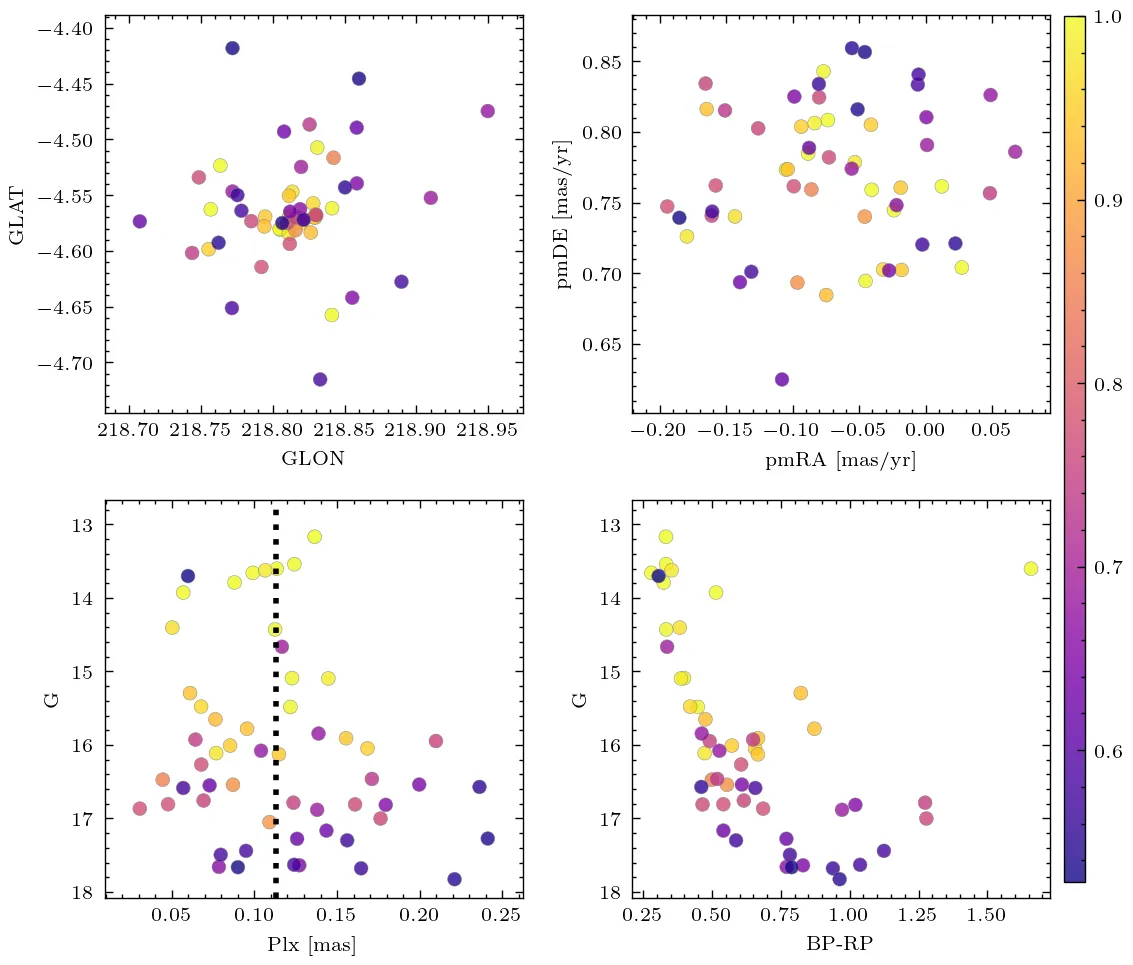 −4.40
−4.45
−4.50
−4.55
−4.60
−4.65
−4.70
GLAT
218.70 218.75 218.80 218.85 218.90 218.95
GLON
0.85
0.80
0.75
0.70
0.65
pmDE [mas/yr]
−0.20 −0.15 −0.10 −0.05 0.00 0.05
pmRA [mas/yr]
1.0
0.9
0.8
0.7
0.6
13
14
15
16
17
18
G
0.05 0.10 0.15 0.20 0.25
Plx [mas]
13
14
15
16
17
18
G
0.25 0.50 0.75 1.00 1.25 1.50
BP-RP